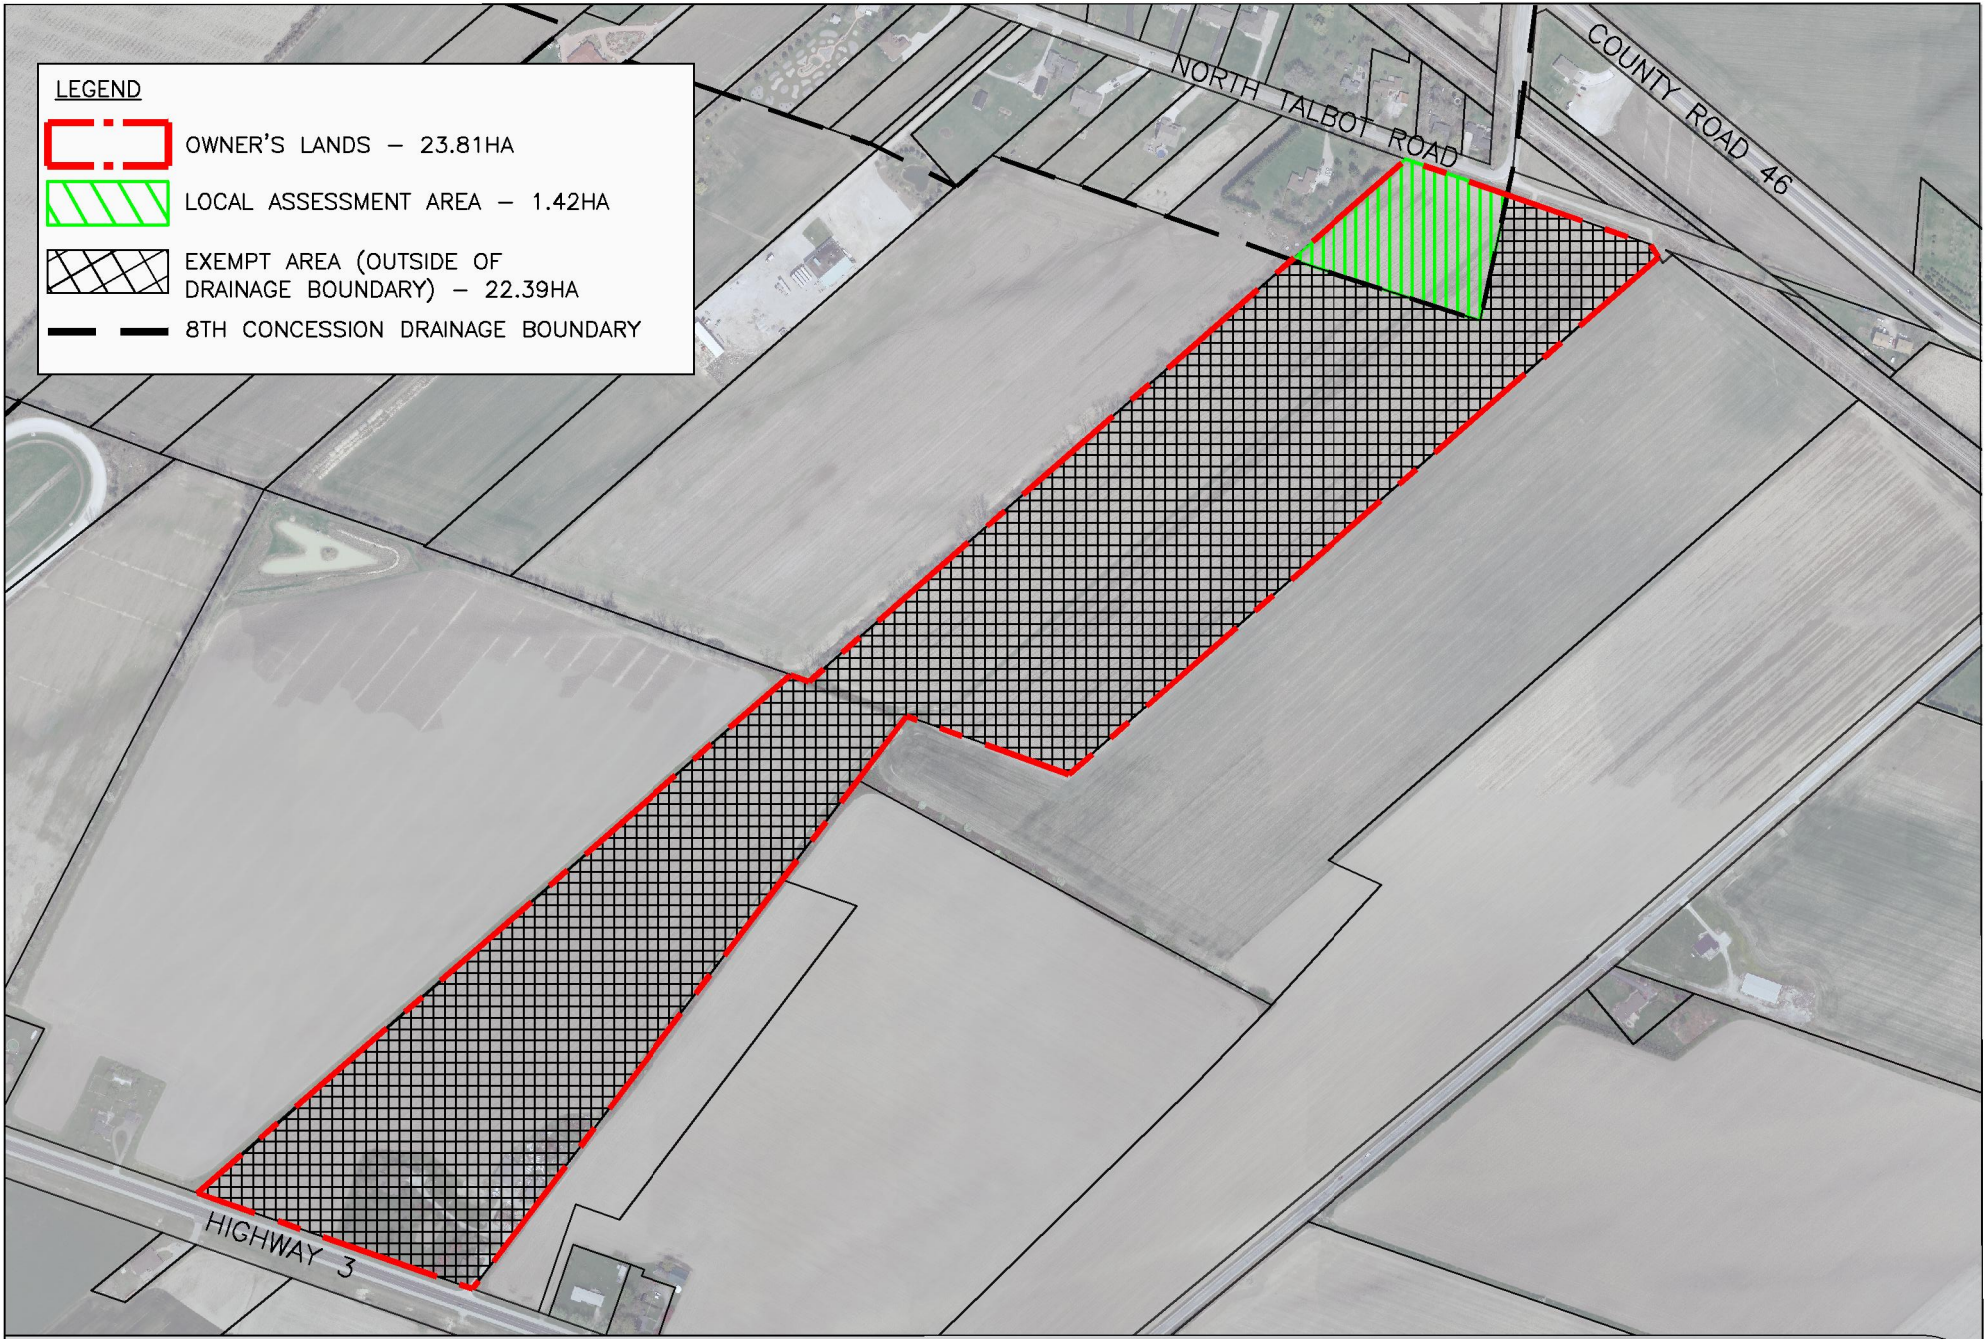 LEGEND
OWNER'S LANDS – 23.81HA
LOCAL ASSESSMENT AREA – 1.42HA
EXEMPT AREA (OUTSIDE OF
DRAINAGE BOUNDARY) – 22.39HA
8TH CONCESSION DRAINAGE BOUNDARY
NORTH TALBOT ROAD
COUNTY ROAD 46
HIGHWAY 3